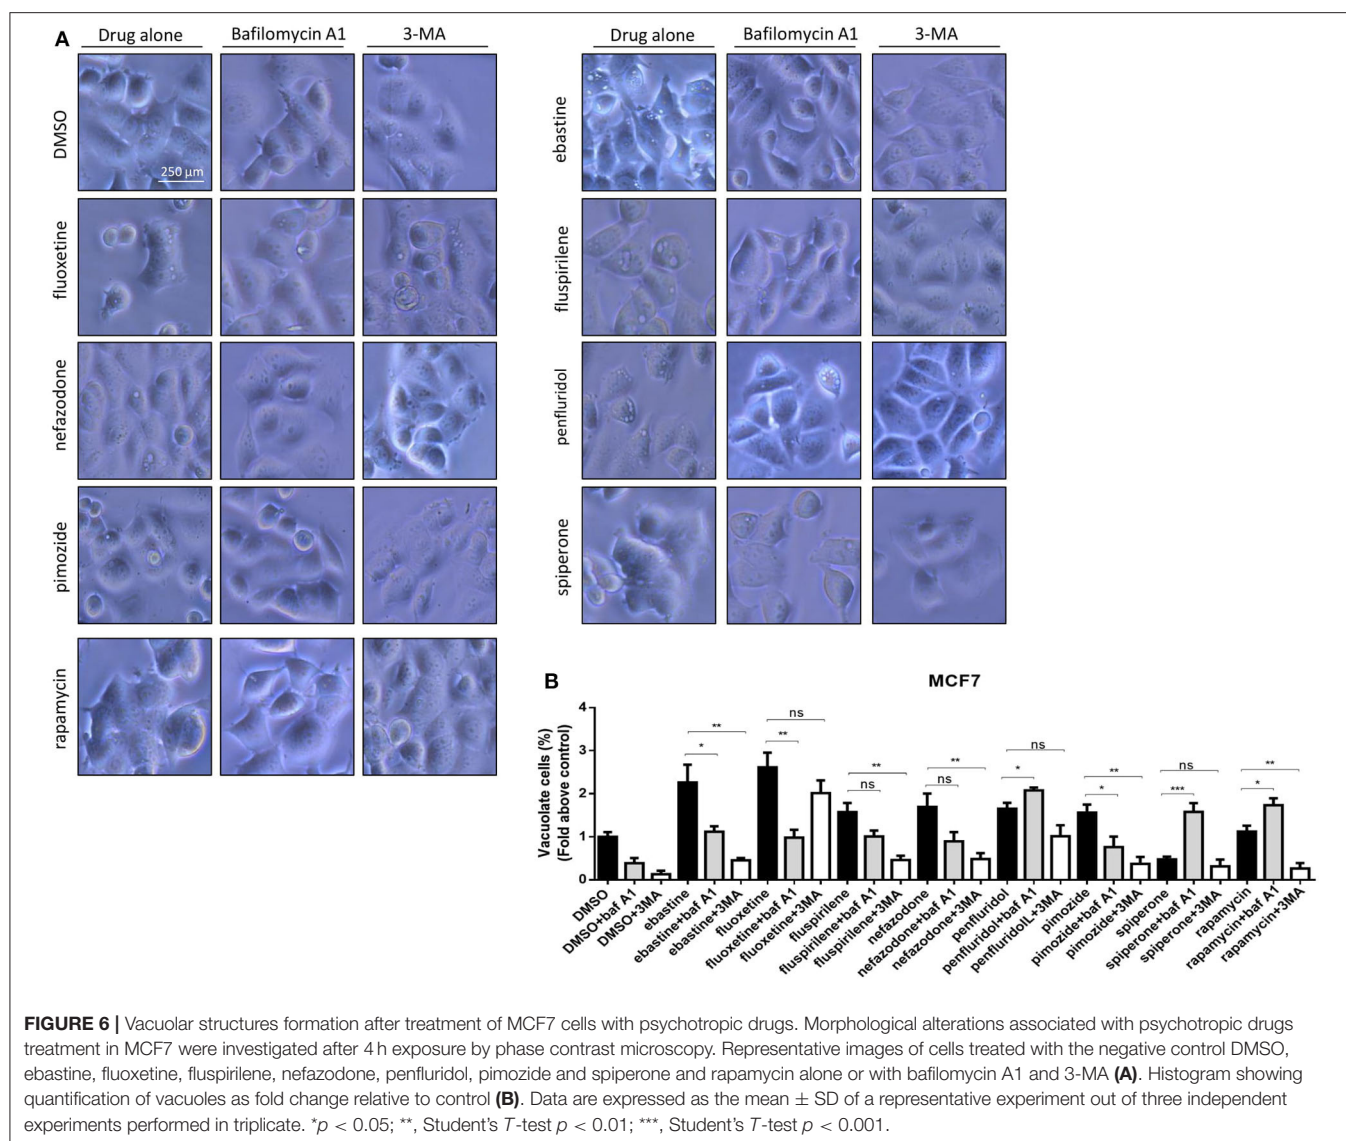 A
Drug alone Bafilomycin A1 3-MA
DMSO
250 µm
fluoxetine
nefazodone
pimozide
rapamycin
Drug alone Bafilomycin A1 3-MA
ebastine
fluspirilene
penfluridol
spiperone
B
MCF7
Vacuolate cells (%)
(Fold above control)
4
3
2
1
0
** * ns ** ** ns ** ns ns * ** * ns *** ** *
DMSO
DMSO+baf A1
DMSO+3MA
ebastine
ebastine+baf A1
ebastine+3MA
fluoxetine
fluoxetine+baf A1
fluoxetine+3MA
fluspirilene
fluspirilene+baf A1
fluspirilene+3MA
nefazodone
nefazodone+baf A1
nefazodone+3MA
penfluridol
penfluridol+baf A1
penfluridoL+3MA
pimozide
pimozide+baf A1
pimozide+3MA
spiperone
spiperone+baf A1
spiperone+3MA
rapamycin
rapamycin+baf A1
rapamycin+3MA
FIGURE 6 | Vacuolar structures formation after treatment of MCF7 cells with psychotropic drugs. Morphological alterations associated with psychotropic drugs
treatment in MCF7 were investigated after 4 h exposure by phase contrast microscopy. Representative images of cells treated with the negative control DMSO,
ebastine, fluoxetine, fluspirilene, nefazodone, penfluridol, pimozide and spiperone and rapamycin alone or with bafilomycin A1 and 3-MA (A). Histogram showing
quantification of vacuoles as fold change relative to control (B). Data are expressed as the mean ± SD of a representative experiment out of three independent
experiments performed in triplicate. *p < 0.05; **, Student's T-test p < 0.01; ***, Student's T-test p < 0.001.